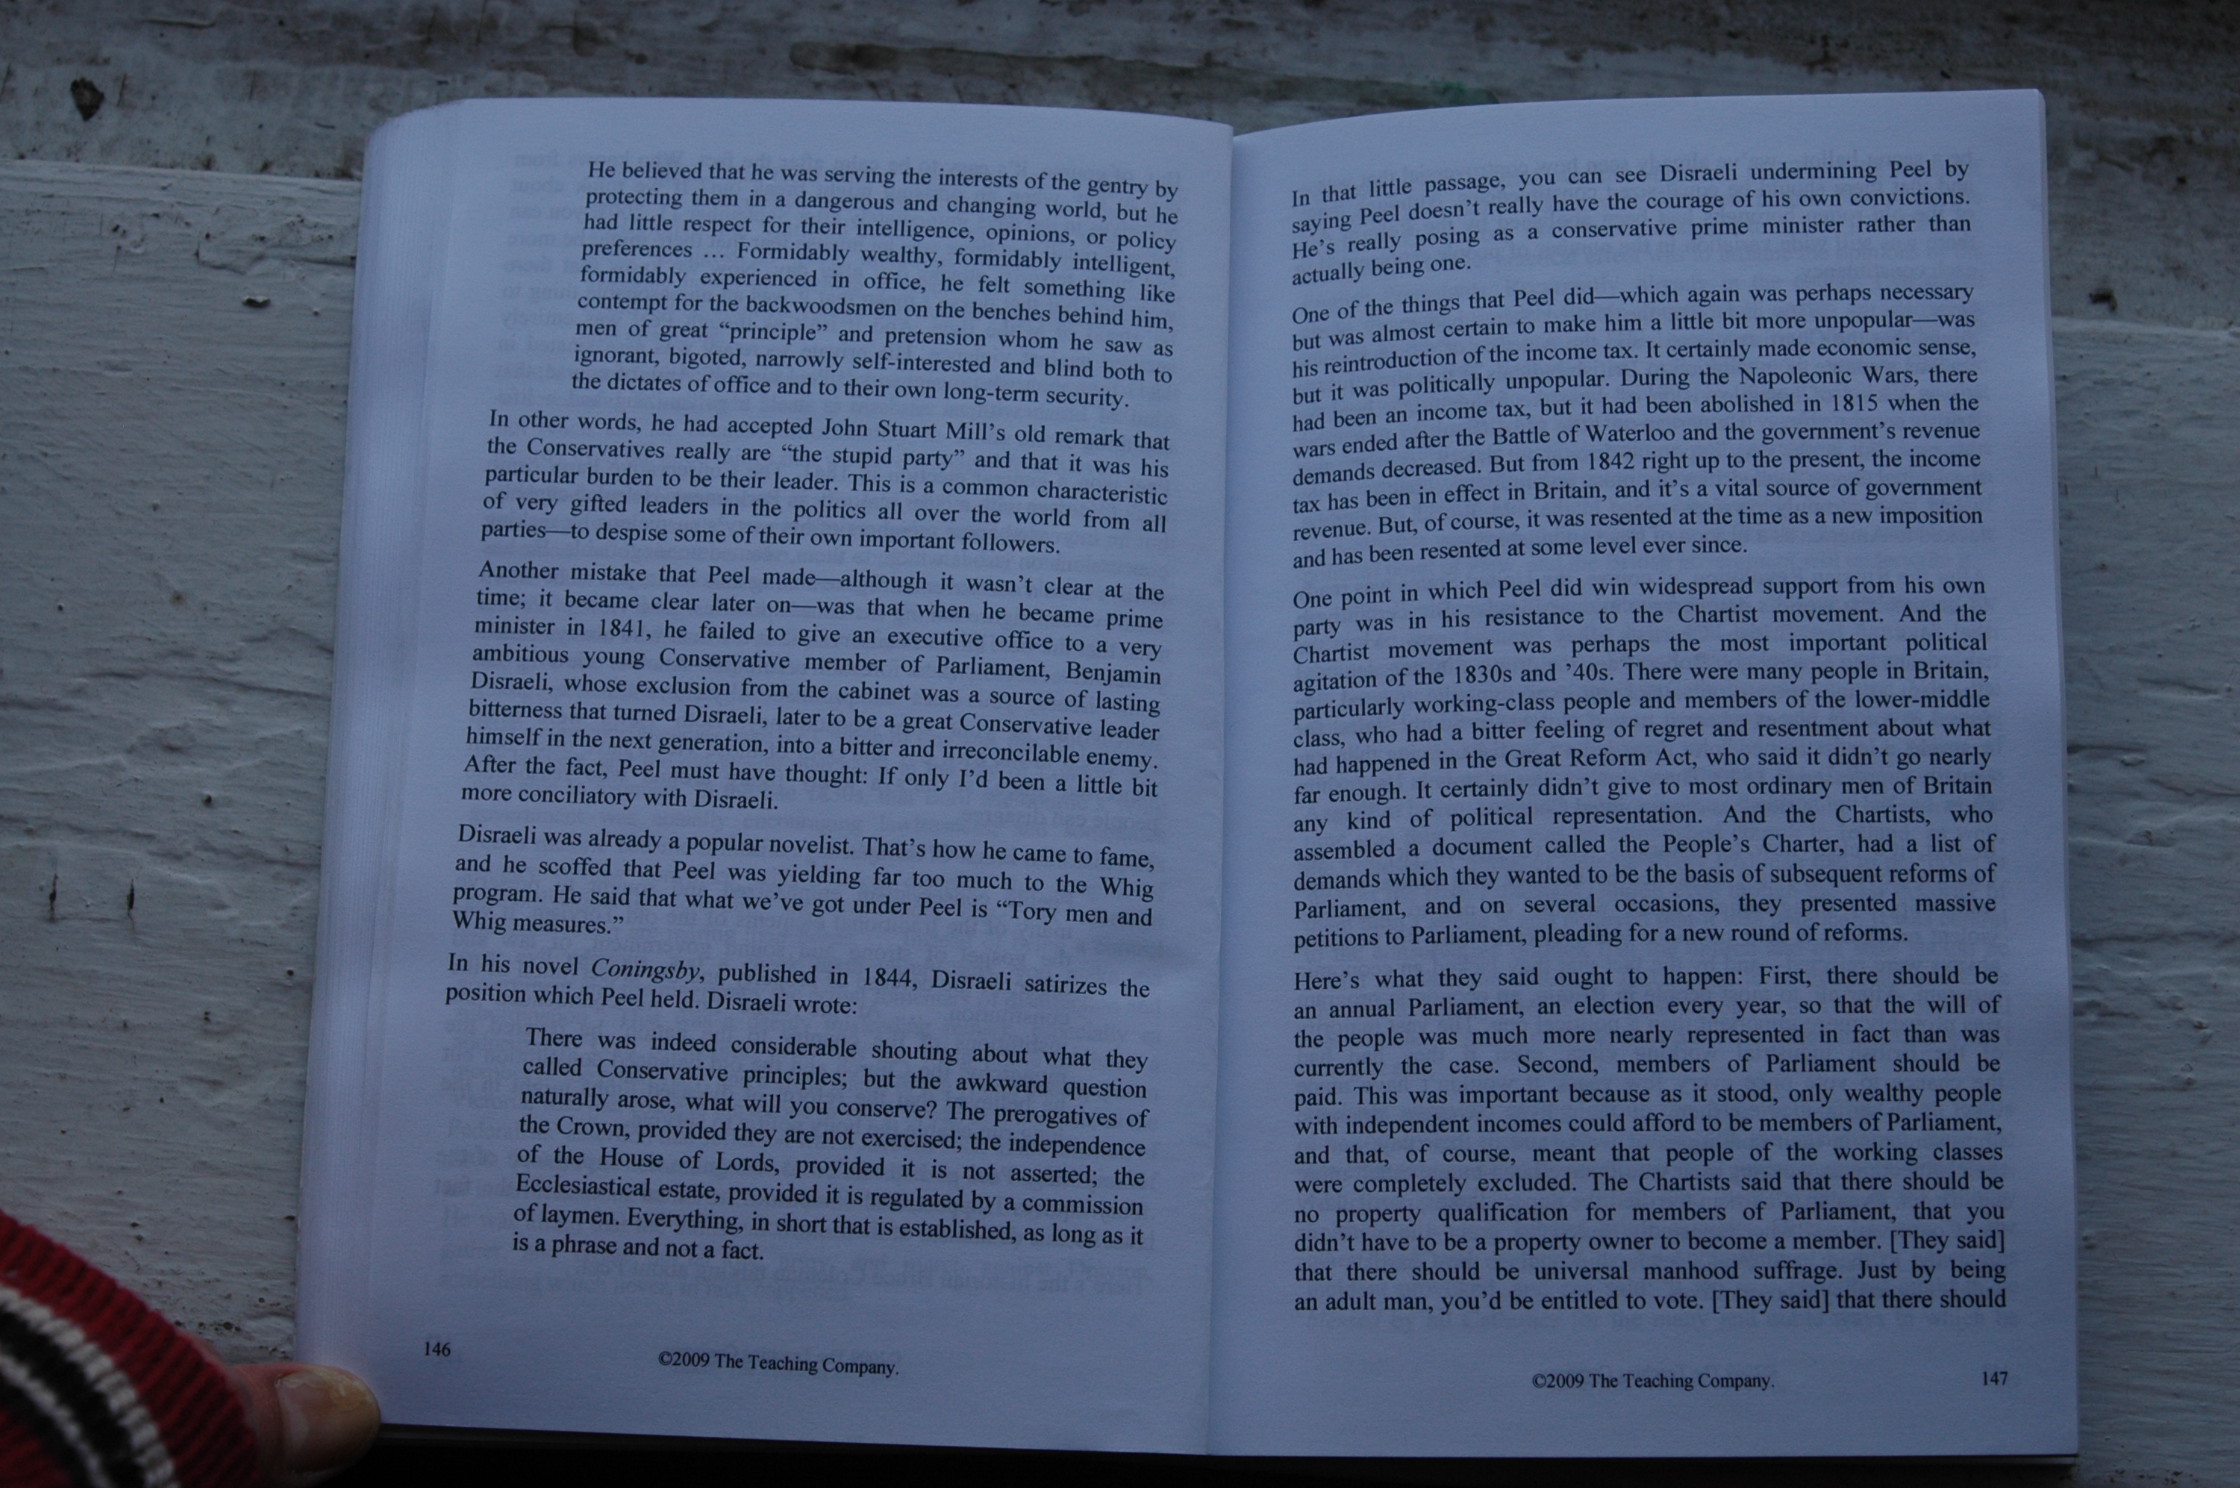 He believed that he was serving the interests of the gentry by
protecting them in a dangerous and changing world, but he
had little respect for their intelligence, opinions, or policy
preferences ... Formidably wealthy, formidably intelligent,
formidably experienced in office, he felt something like
contempt for the backwoodsmen on the benches behind him,
men of great “principle” and pretension whom he saw as
ignorant, bigoted, narrowly self-interested and blind both to
the dictates of office and to their own long-term security.
In other words, he had accepted John Stuart Mill’s old remark that
the Conservatives really are “the stupid party” and that it was his
particular burden to be their leader. This is a common characteristic
of very gifted leaders in the politics all over the world from all
parties—to despise some of their own important followers.
Another mistake that Peel made—although it wasn’t clear at the
time; it became clear later on—was that when he became prime
minister in 1841, he failed to give an executive office to a very
ambitious young Conservative member of Parliament, Benjamin
Disraeli, whose exclusion from the cabinet was a source of lasting
bitterness that turned Disraeli, later to be a great Conservative leader
himself in the next generation, into a bitter and irreconcilable enemy.
After the fact, Peel must have thought: If only I’d been a little bit
more conciliatory with Disraeli.
Disraeli was already a popular novelist. That’s how he came to fame,
and he scoffed that Peel was yielding far too much to the Whig
program. He said that what we’ve got under Peel is “Tory men and
Whig measures.”
In his novel Coningsby, published in 1844, Disraeli satirizes the
position which Peel held. Disraeli wrote:
There was indeed considerable shouting about what they
called Conservative principles; but the awkward question
naturally arose, what will you conserve? The prerogatives of
the Crown, provided they are not exercised; the independence
of the House of Lords, provided it is not asserted; the
Ecclesiastical estate, provided it is regulated by a commission
of laymen. Everything, in short that is established, as long as it
is a phrase and not a fact.
146
©2009 The Teaching Company.
In that little passage, you can see Disraeli undermining Peel by
saying Peel doesn’t really have the courage of his own convictions.
He’s really posing as a conservative prime minister rather than
actually being one.
One of the things that Peel did—which again was perhaps necessary
but was almost certain to make him a little bit more unpopular—was
his reintroduction of the income tax. It certainly made economic sense,
but it was politically unpopular. During the Napoleonic Wars, there
had been an income tax, but it had been abolished in 1815 when the
wars ended after the Battle of Waterloo and the government’s revenue
demands decreased. But from 1842 right up to the present, the income
tax has been in effect in Britain, and it’s a vital source of government
revenue. But, of course, it was resented at the time as a new imposition
and has been resented at some level ever since.
One point in which Peel did win widespread support from his own
party was in his resistance to the Chartist movement. And the
Chartist movement was perhaps the most important political
agitation of the 1830s and ’40s. There were many people in Britain,
particularly working-class people and members of the lower-middle
class, who had a bitter feeling of regret and resentment about what
had happened in the Great Reform Act, who said it didn’t go nearly
far enough. It certainly didn’t give to most ordinary men of Britain
any kind of political representation. And the Chartists, who
assembled a document called the People’s Charter, had a list of
demands which they wanted to be the basis of subsequent reforms of
Parliament, and on several occasions, they presented massive
petitions to Parliament, pleading for a new round of reforms.
Here’s what they said ought to happen: First, there should be
an annual Parliament, an election every year, so that the will of
the people was much more nearly represented in fact than was
currently the case. Second, members of Parliament should be
paid. This was important because as it stood, only wealthy people
with independent incomes could afford to be members of Parliament,
and that, of course, meant that people of the working classes
were completely excluded. The Chartists said that there should be
no property qualification for members of Parliament, that you
didn’t have to be a property owner to become a member. [They said]
that there should be universal manhood suffrage. Just by being
an adult man, you’d be entitled to vote. [They said] that there should
©2009 The Teaching Company.
147